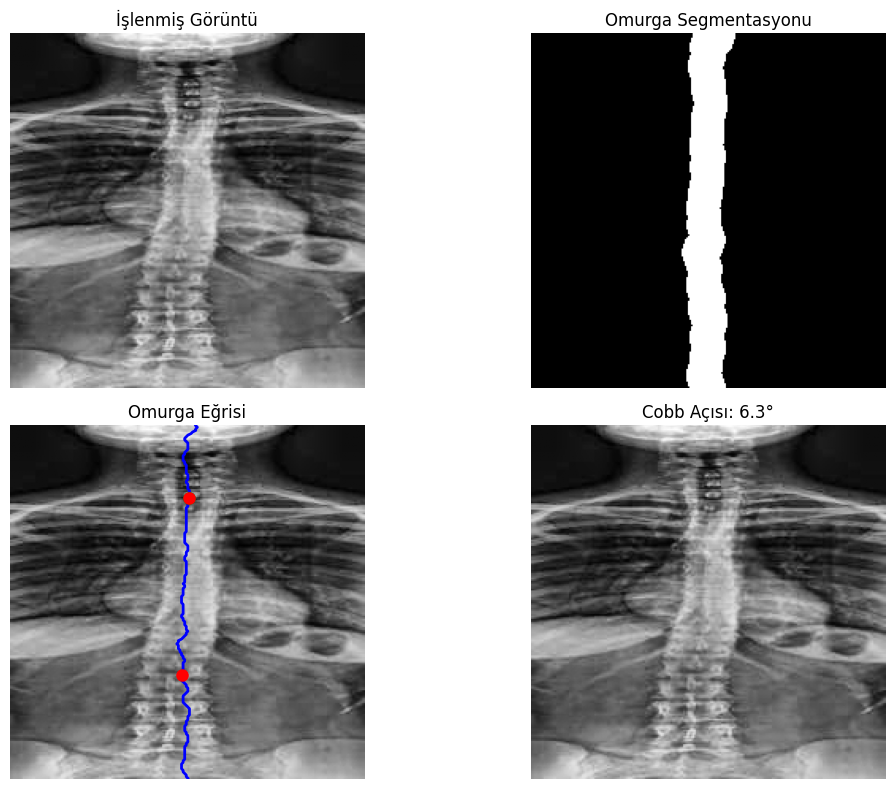 İşlenmiş Görüntü
Omurga Segmentasyonu
Omurga Eğrisi
Cobb Açısı: 6.3°